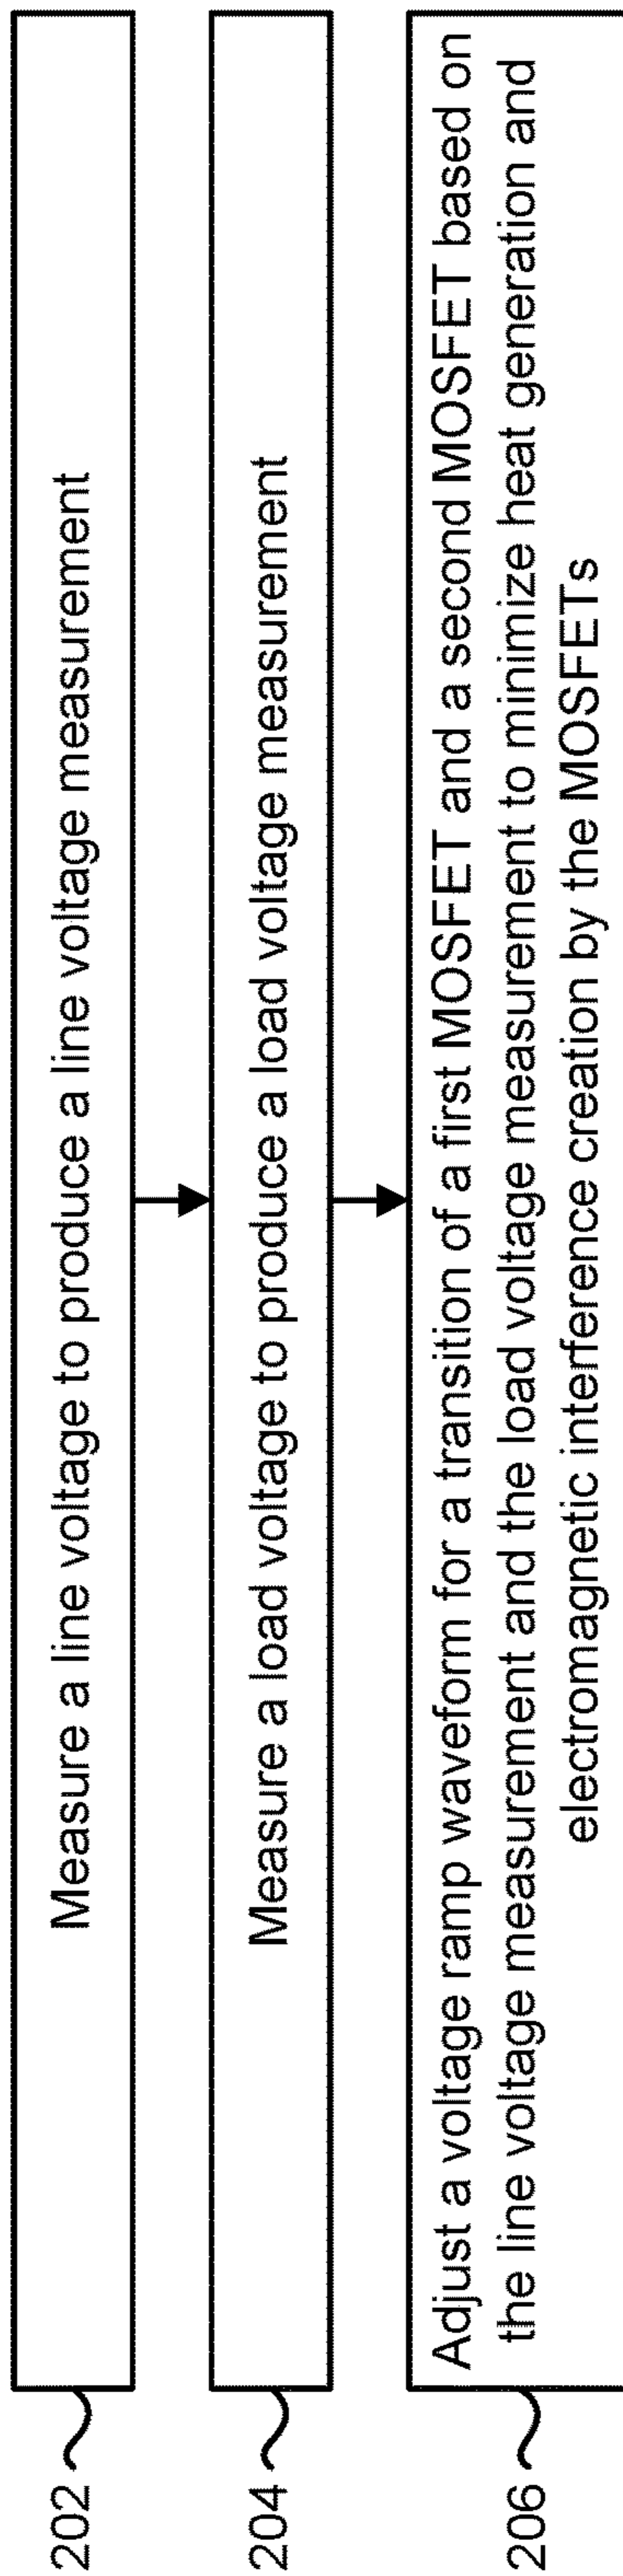 202
Measure a line voltage to produce a line voltage measurement
204
Measure a load voltage to produce a load voltage measurement
206
Adjust a voltage ramp waveform for a transition of a first MOSFET and a second MOSFET based on
the line voltage measurement and the load voltage measurement to minimize heat generation and
electromagnetic interference creation by the MOSFETs